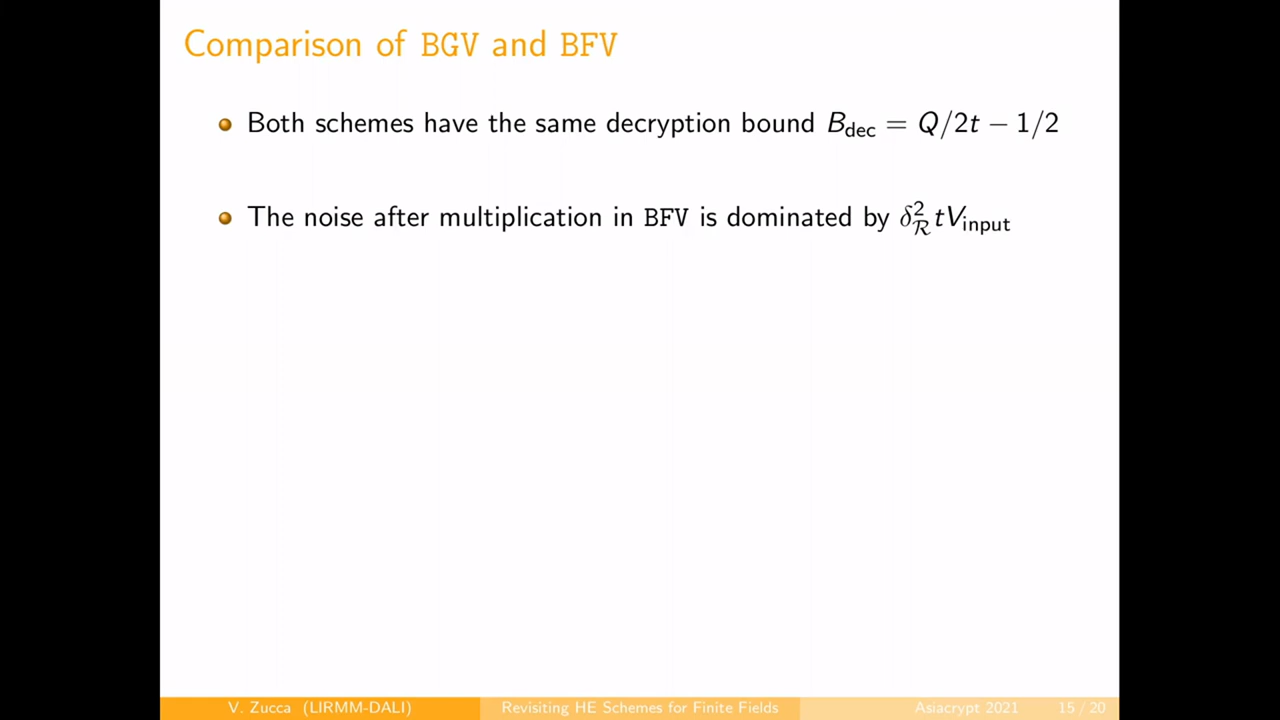 Comparison of BGV and BFV
Both schemes have the same decryption bound B_dec = Q/2t − 1/2
The noise after multiplication in BFV is dominated by δ_ℛ^2 tV_input
V. Zucca (LIRMM-DALI) Revisiting HE Schemes for Finite Fields Asiacrypt 2021 15 / 20